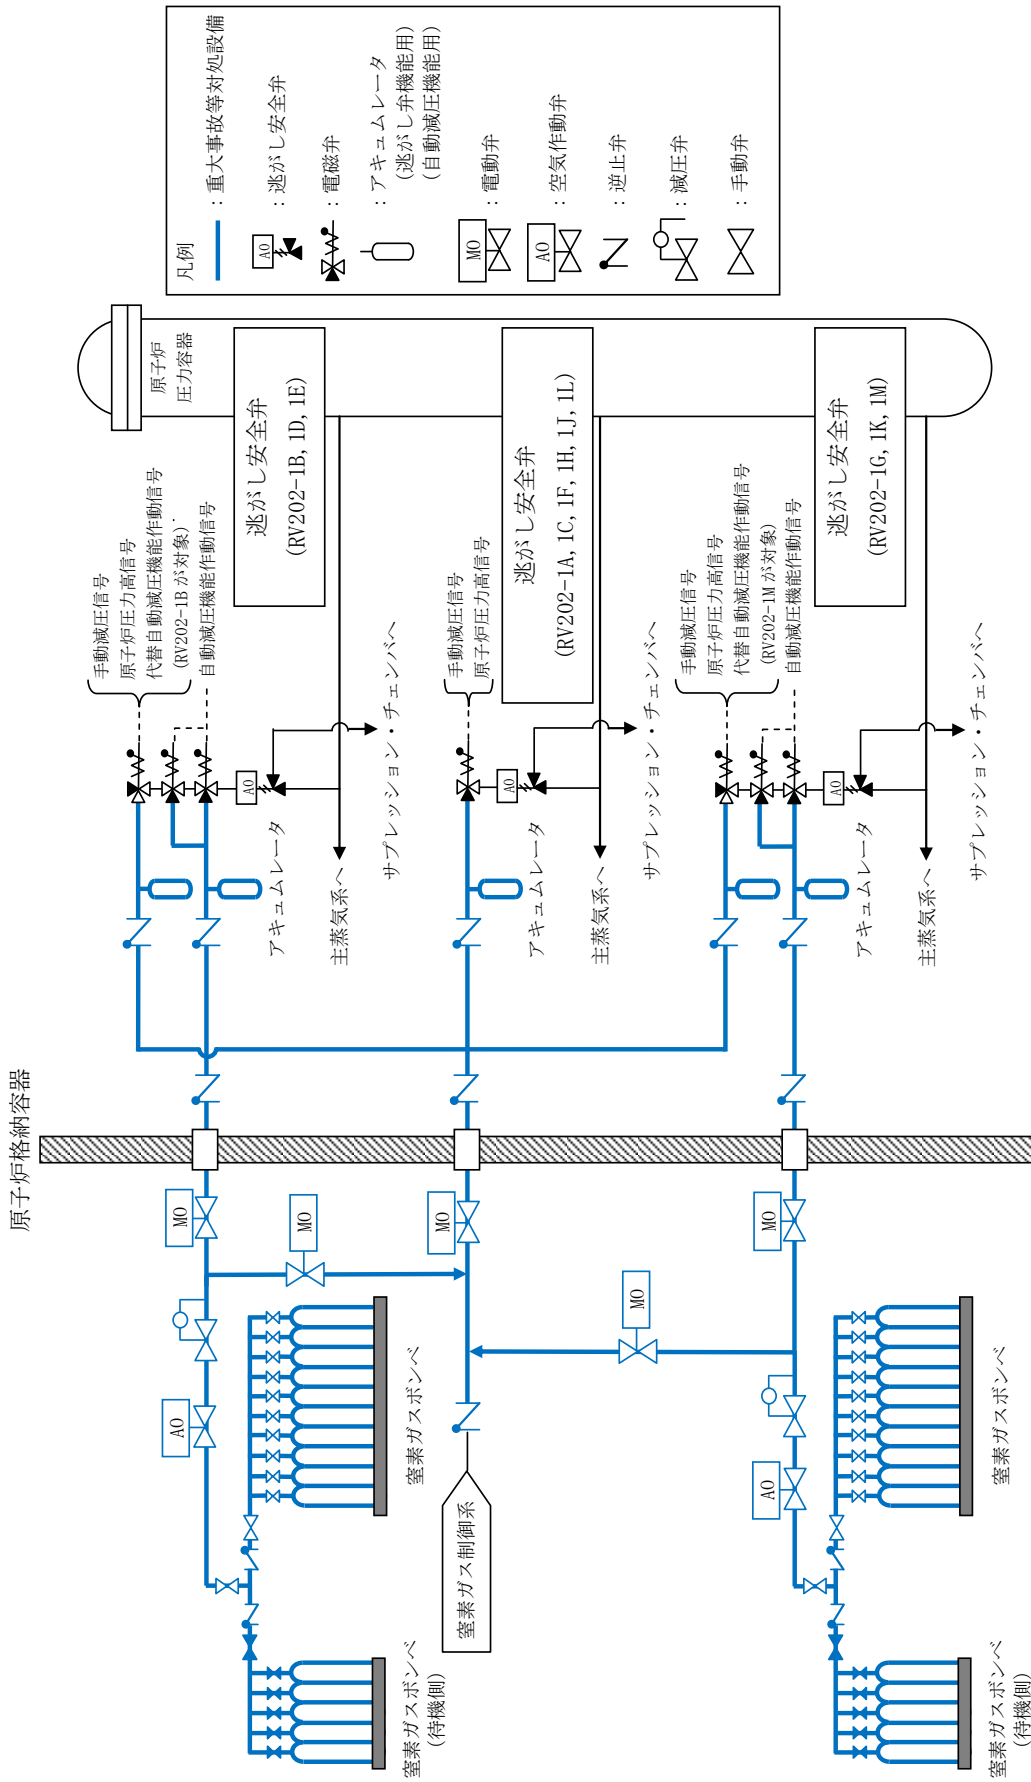 凡例
：重大事故等対処設備
AO
：逃がし安全弁
：電磁弁
：アキュムレータ
(逃がし弁機能用)
(自動減圧機能用)
MO
：電動弁
AO
：空気作動弁
：逆止弁
：減圧弁
：手動弁
原子炉格納容器
原子炉
圧力容器
手動減圧信号
原子炉圧力高信号
代替自動減圧機能作動信号
(RV202-1Bが対象)
自動減圧機能作動信号
逃がし安全弁
(RV202-1B, 1D, 1E)
AO
アキュムレータ
主蒸気系へ
サプレッション・チェンバへ
手動減圧信号
原子炉圧力高信号
逃がし安全弁
(RV202-1A, 1C, 1F, 1H, 1J, 1L)
AO
アキュムレータ
主蒸気系へ
サプレッション・チェンバへ
手動減圧信号
原子炉圧力高信号
代替自動減圧機能作動信号
(RV202-1Mが対象)
自動減圧機能作動信号
逃がし安全弁
(RV202-1G, 1K, 1M)
AO
アキュムレータ
主蒸気系へ
サプレッション・チェンバへ
MO
MO
MO
MO
MO
AO
AO
窒素ガスボンベ
窒素ガスボンベ
(待機側)
窒素ガス制御系
窒素ガスボンベ
窒素ガスボンベ
(待機側)